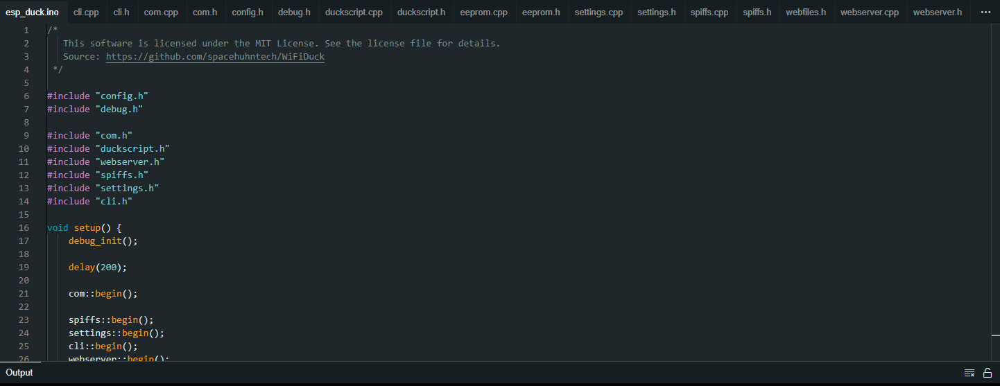 esp_duck.ino cli.cpp cli.h com.cpp com.h config.h debug.h duckscript.cpp duckscript.h eeprom.cpp eeprom.h settings.cpp settings.h spiffs.cpp spiffs.h webfiles.h webserver.cpp webserver.h ...
1 /*
2 This software is licensed under the MIT License. See the license file for details.
3 Source: https://github.com/spacehuhntech/WiFiDuck
4 */
5
6 #include "config.h"
7 #include "debug.h"
8
9 #include "com.h"
10 #include "duckscript.h"
11 #include "webserver.h"
12 #include "spiffs.h"
13 #include "settings.h"
14 #include "cli.h"
15
16 void setup() {
17 debug_init();
18
19 delay(200);
20
21 com::begin();
22
23 spiffs::begin();
24 settings::begin();
25 cli::begin();
26 webserver::begin();
Output